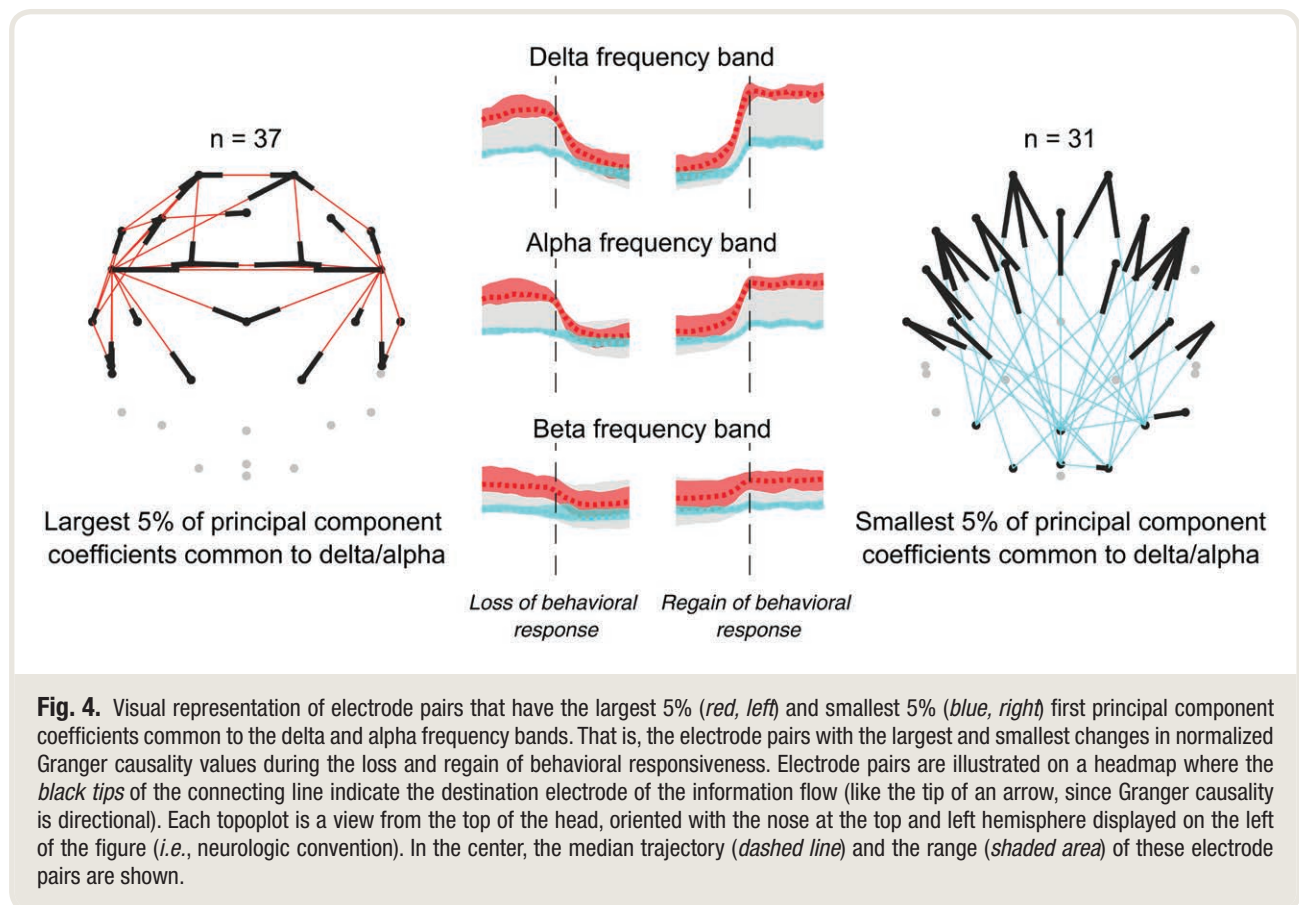 Delta frequency band
n = 37
n = 31
Alpha frequency band
Beta frequency band
Largest 5% of principal component
coefficients common to delta/alpha
Smallest 5% of principal component
coefficients common to delta/alpha
Loss of behavioral
response
Regain of behavioral
response
Fig. 4. Visual representation of electrode pairs that have the largest 5% (red, left) and smallest 5% (blue, right) first principal component
coefficients common to the delta and alpha frequency bands. That is, the electrode pairs with the largest and smallest changes in normalized
Granger causality values during the loss and regain of behavioral responsiveness. Electrode pairs are illustrated on a headmap where the
black tips of the connecting line indicate the destination electrode of the information flow (like the tip of an arrow, since Granger causality
is directional). Each topoplot is a view from the top of the head, oriented with the nose at the top and left hemisphere displayed on the left
of the figure (i.e., neurologic convention). In the center, the median trajectory (dashed line) and the range (shaded area) of these electrode
pairs are shown.